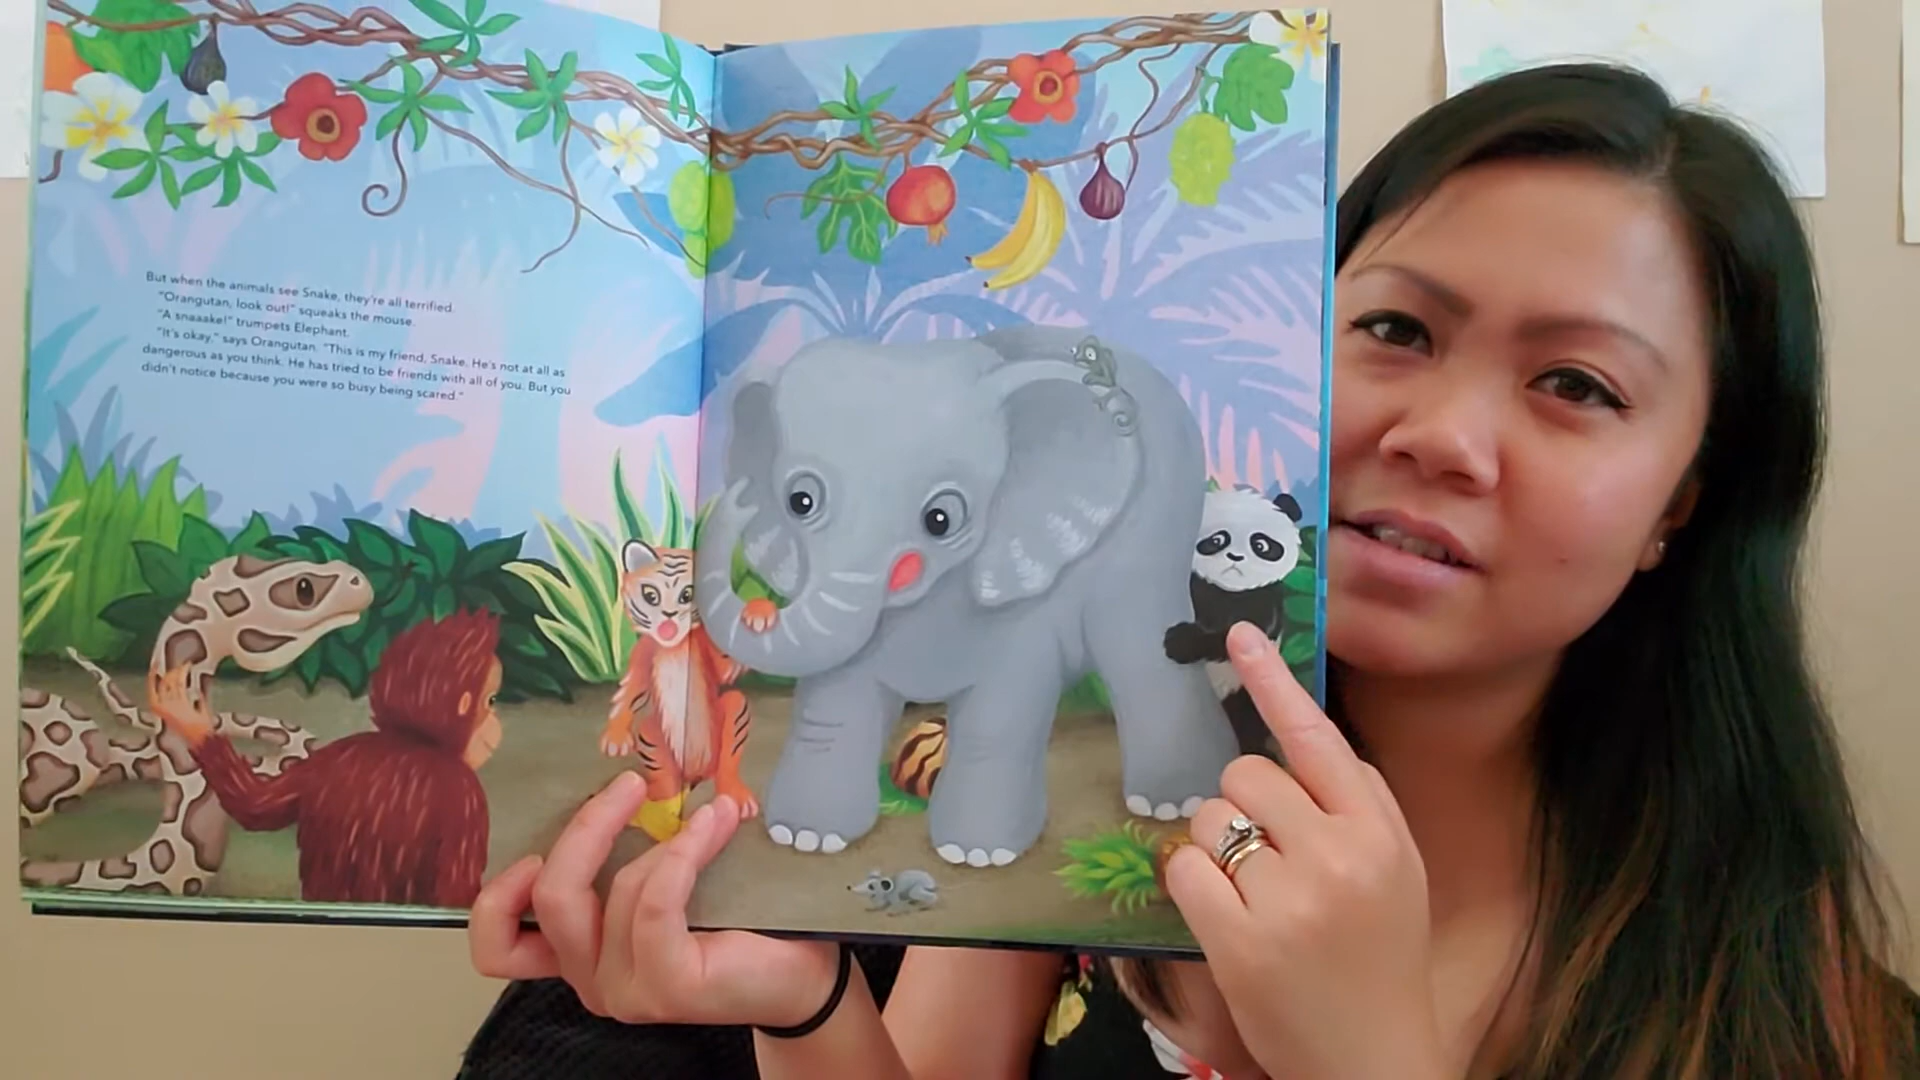 But when the animals see Snake, they're all terrified.
"Orangutan, look out!" squeaks the mouse.
"A snaaake!" trumpets Elephant.
"It's okay," says Orangutan. "This is my friend, Snake. He's not at all as
dangerous as you think. He has tried to be friends with all of you. But you
didn't notice because you were so busy being scared."